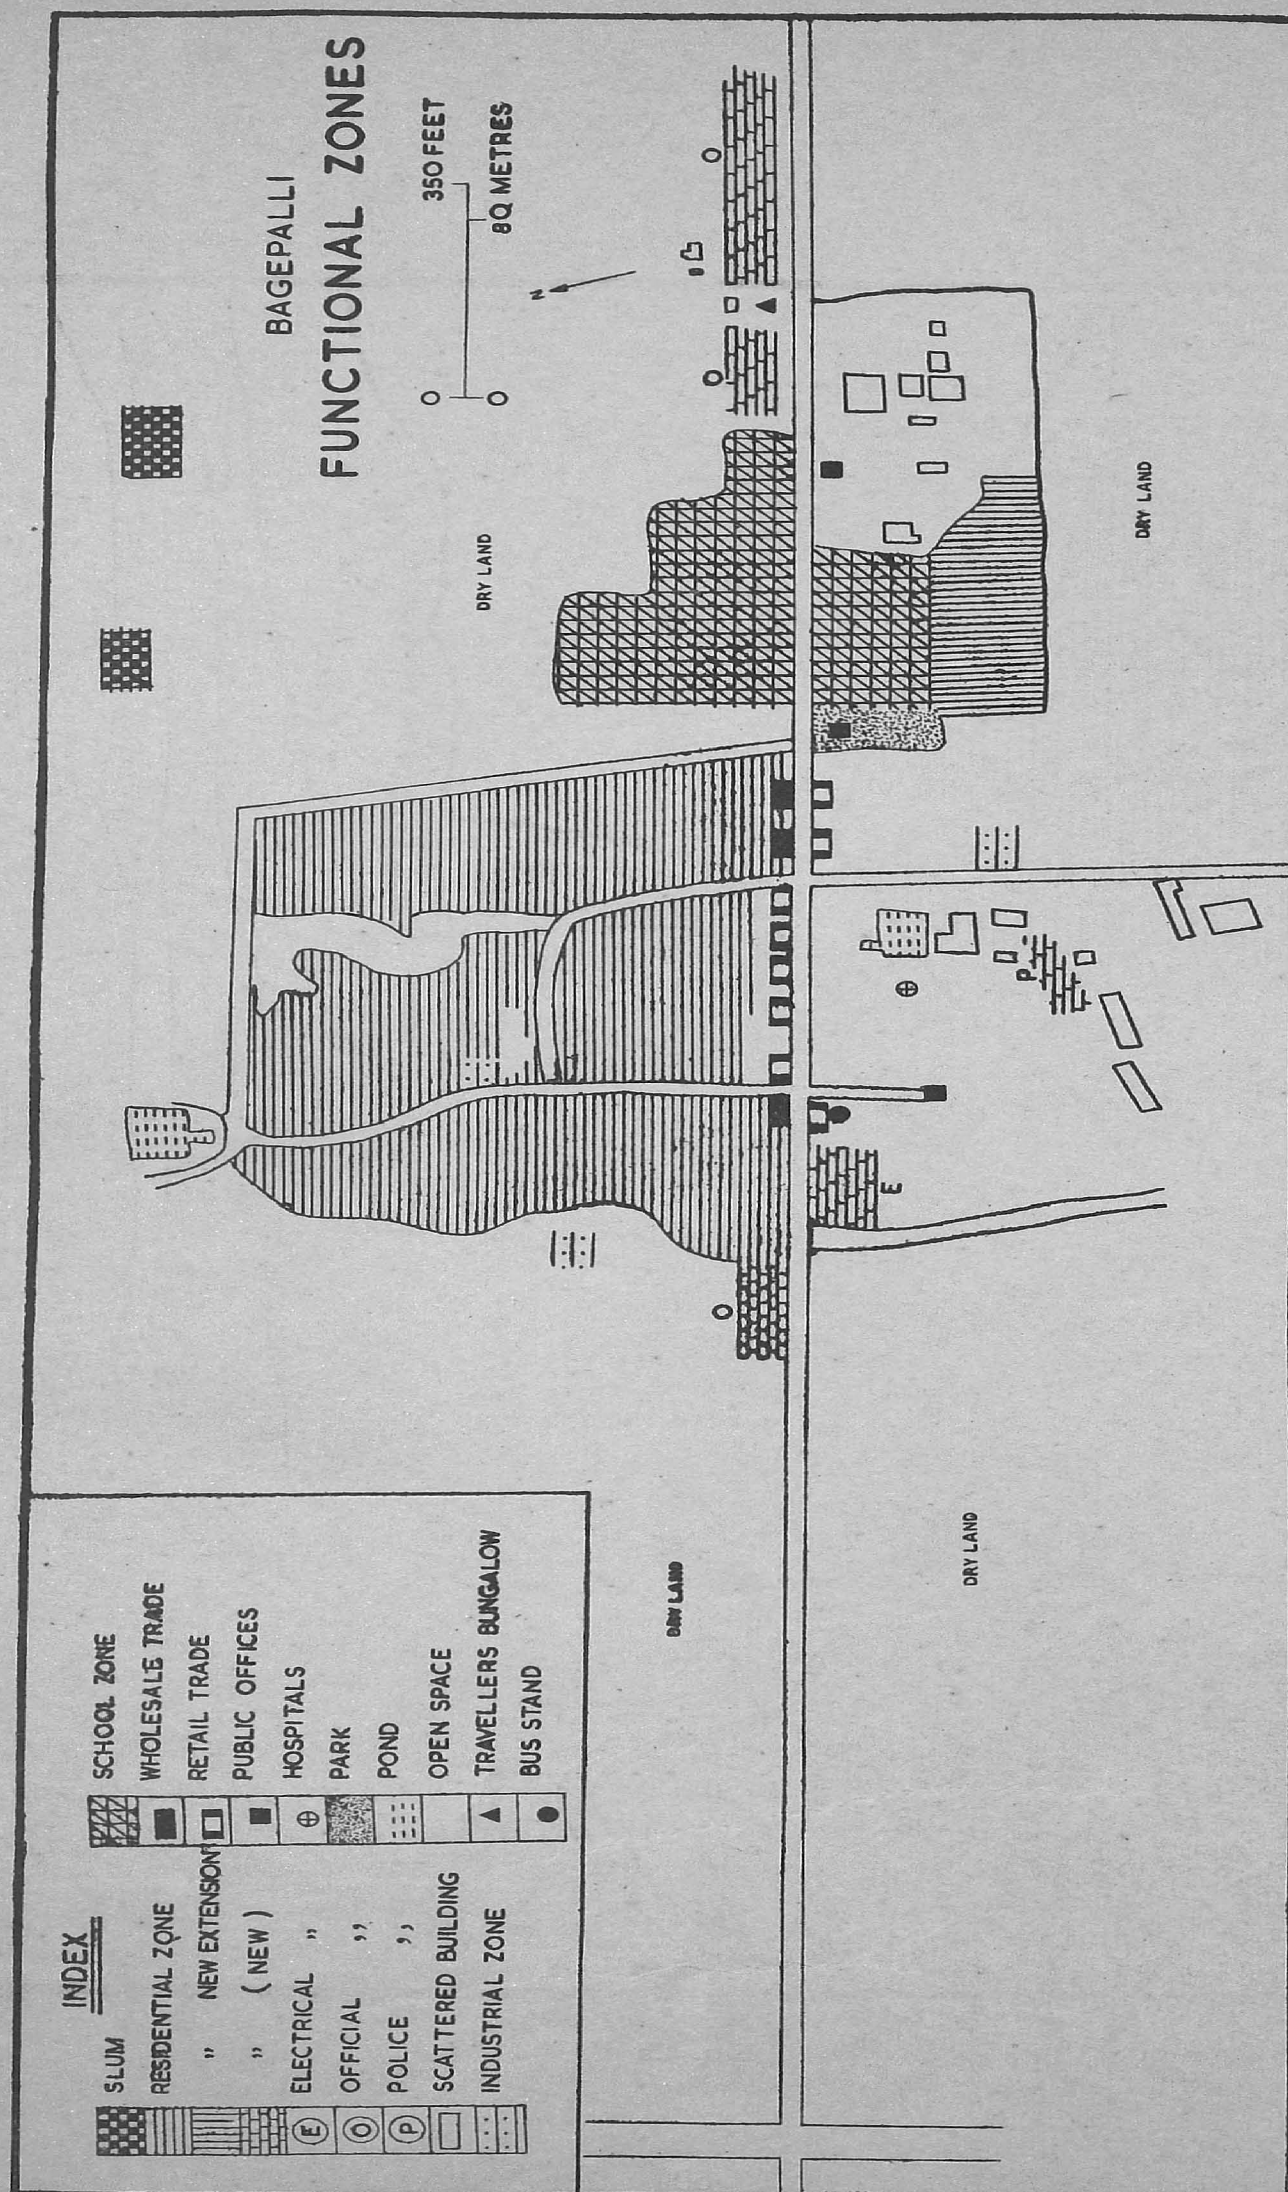 BAGEPALLI
FUNCTIONAL ZONES
O 350 FEET
O 80 METRES
N
DRY LAND
DRY LAND
DRY LAND
DRY LAND
O
O
O
E
P
INDEX
SLUM
RESIDENTIAL ZONE
" NEW EXTENSION
" (NEW)
E ELECTRICAL "
O OFFICIAL ,,
P POLICE ,,
SCATTERED BUILDING
INDUSTRIAL ZONE
SCHOOL ZONE
WHOLESALE TRADE
RETAIL TRADE
PUBLIC OFFICES
HOSPITALS
PARK
POND
OPEN SPACE
TRAVELLERS BUNGALOW
BUS STAND